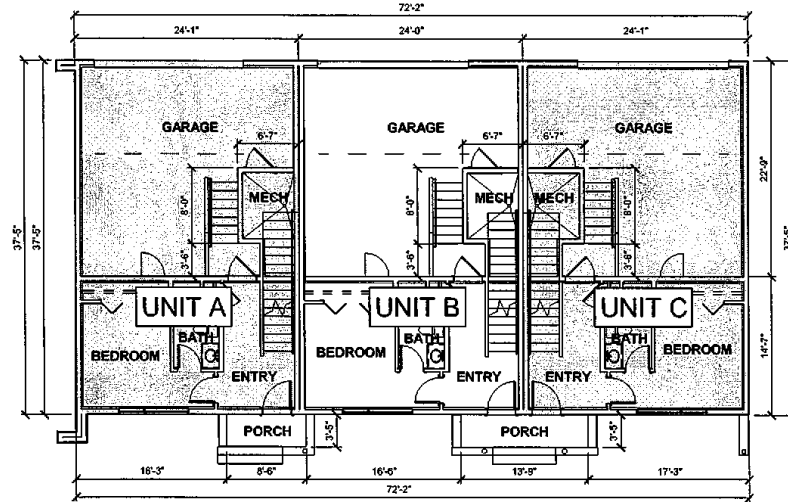 72'-2"
24'-1" 24'-0" 24'-1"
GARAGE GARAGE GARAGE
6'-7" 6'-7" 6'-7"
MECH MECH MECH
8'-0" 8'-0" 8'-0"
22'-9"
37'-5" 37'-5" 37'-5"
3'-6" 3'-6" 3'-6"
UNIT A UNIT B UNIT C
BATH BATH BATH
14'-7"
BEDROOM BEDROOM BEDROOM
ENTRY ENTRY ENTRY
PORCH 3'-5" PORCH 3'-5"
16'-3" 8'-6" 16'-6" 13'-9" 17'-3"
72'-2"